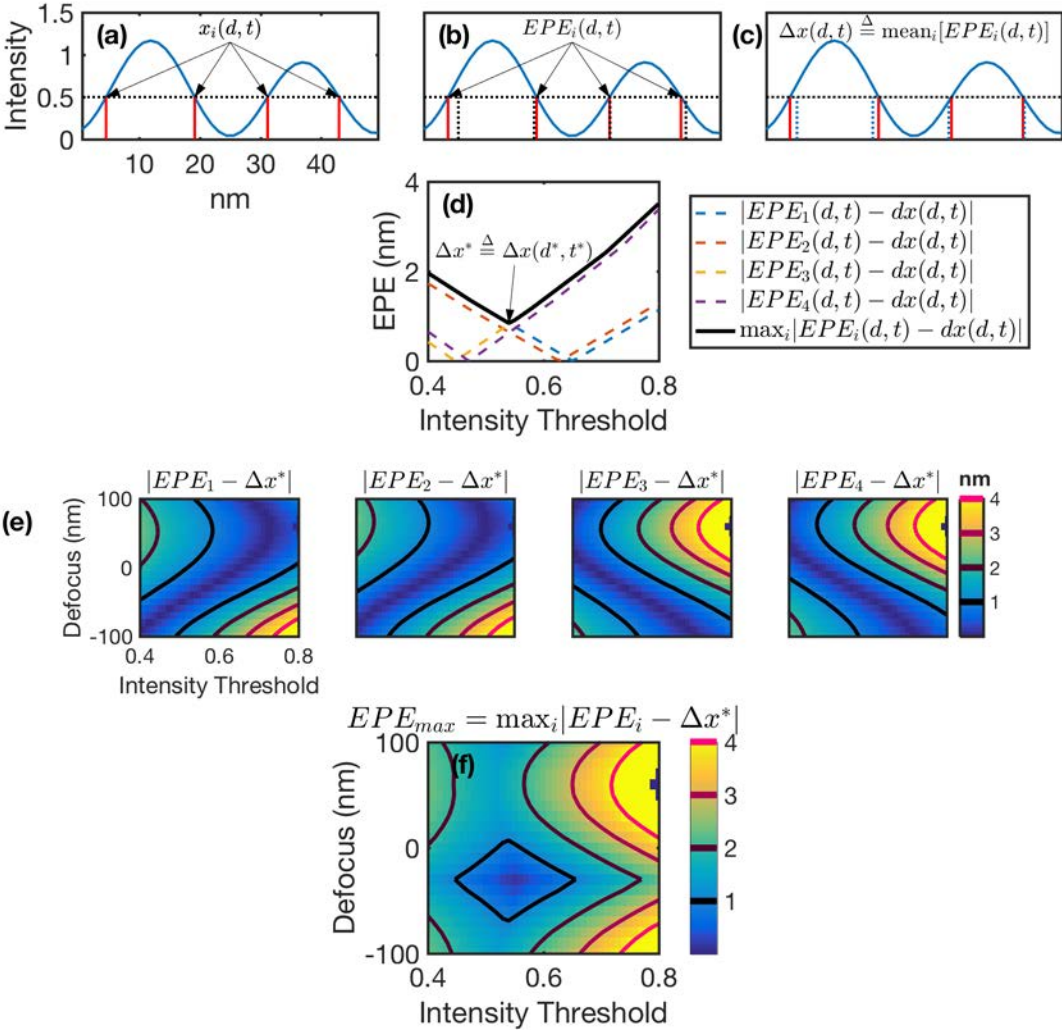 (a) x_i(d,t)
(b) EPE_i(d,t)
(c) Δx(d,t) ≜ mean_i[EPE_i(d,t)]
Intensity
1.5
0.5
0
10 20 30 40
nm
(d)
Δx* ≜ Δx(d*,t*)
EPE (nm)
4
2
0
0.4 0.6 0.8
Intensity Threshold
|EPE_1(d,t) − dx(d,t)|
|EPE_2(d,t) − dx(d,t)|
|EPE_3(d,t) − dx(d,t)|
|EPE_4(d,t) − dx(d,t)|
max_i|EPE_i(d,t) − dx(d,t)|
(e)
|EPE_1 − Δx*| |EPE_2 − Δx*| |EPE_3 − Δx*| |EPE_4 − Δx*|
nm
Defocus (nm)
100
0
-100
0.4 0.6 0.8
Intensity Threshold
4
3
2
1
EPE_max = max_i|EPE_i − Δx*|
(f)
Defocus (nm)
100
0
-100
0.4 0.6 0.8
Intensity Threshold
4
3
2
1